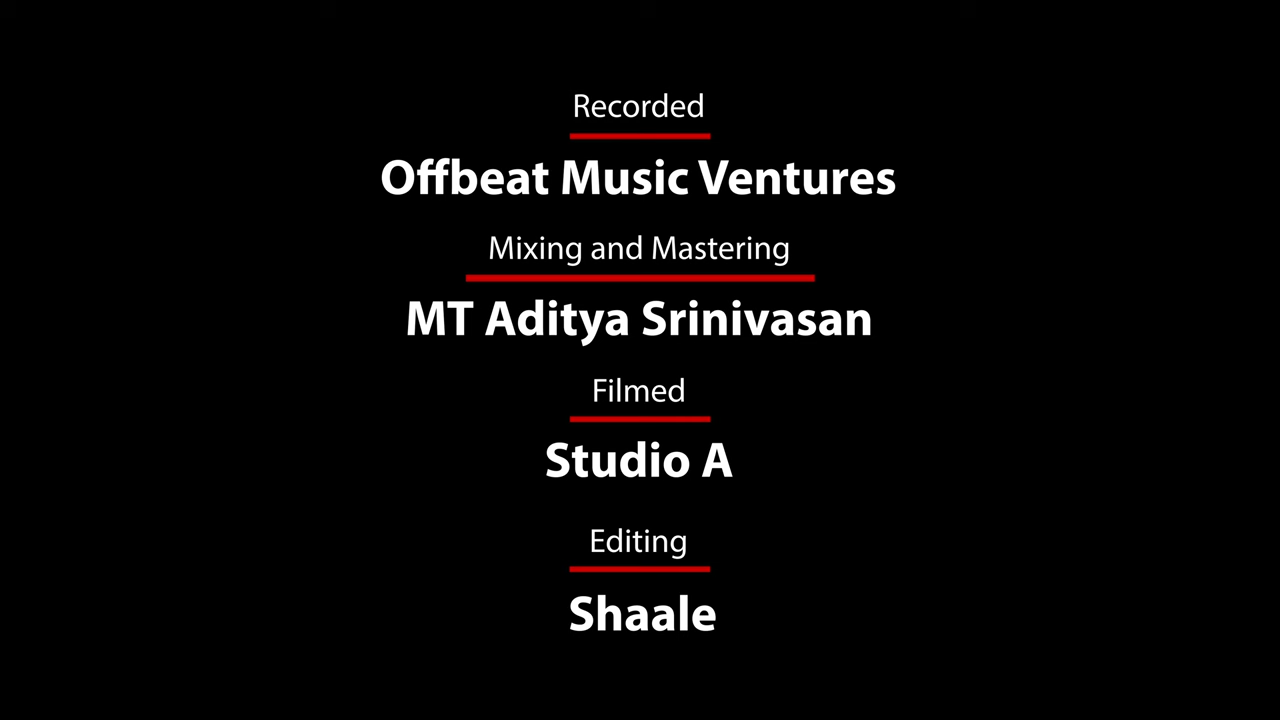 Recorded
Offbeat Music Ventures
Mixing and Mastering
MT Aditya Srinivasan
Filmed
Studio A
Editing
Shaale